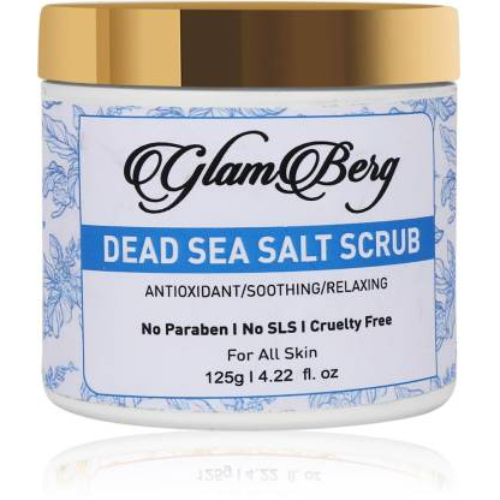 GlamBerg
DEAD SEA SALT SCRUB
ANTIOXIDANT/SOOTHING/RELAXING
No Paraben I No SLS I Cruelty Free
For All Skin
125g I 4.22 fl. oz